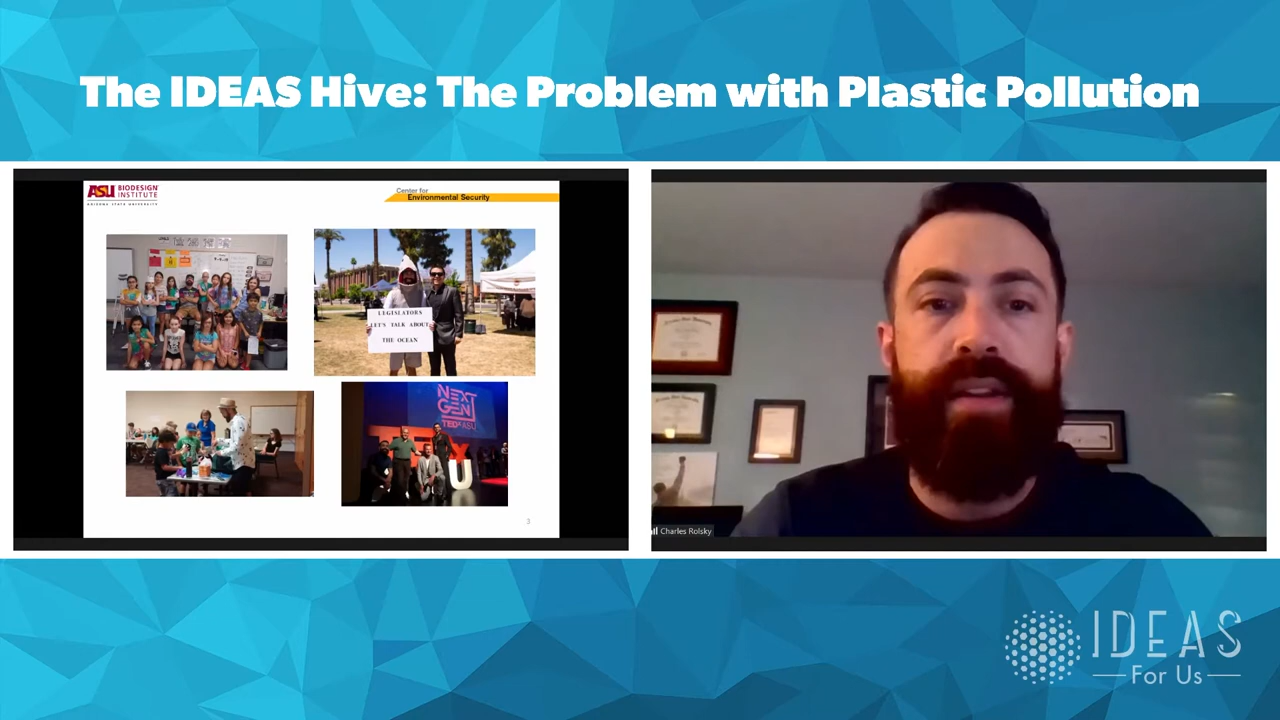 The IDEAS Hive: The Problem with Plastic Pollution
ASU BIODESIGN
INSTITUTE
ARIZONA STATE UNIVERSITY
Center for
Environmental Security
LEGISLATORS
LET'S TALK ABOUT
THE OCEAN
NEXT
GEN
TEDxASU
X
U
3
Charles Rolsky
IDEAS
For Us